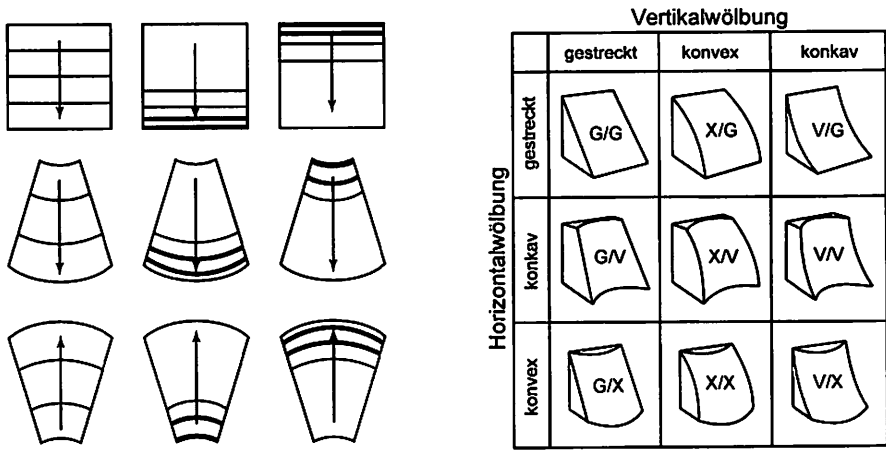 Vertikalwölbung
gestreckt konvex konkav
Horizontalwölbung
gestreckt
G/G X/G V/G
konkav
G/V X/V V/V
konvex
G/X X/X V/X